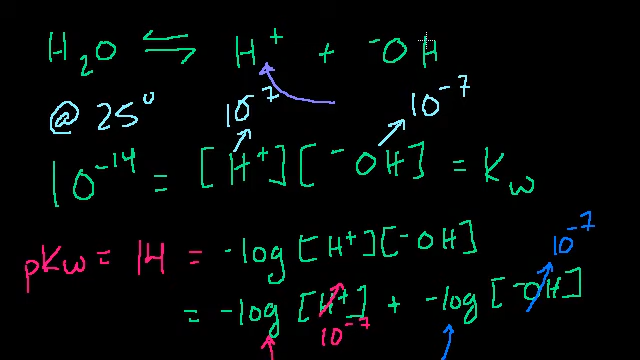 H₂O ⇌ H⁺ + ⁻OH
@ 25° 10⁻⁷ 10⁻⁷
10⁻¹⁴ = [H⁺][⁻OH] = Kw
pKw = 14 = -log [H⁺][⁻OH]
10⁻⁷
= -log [H⁺] + -log [⁻OH]
10⁻⁷